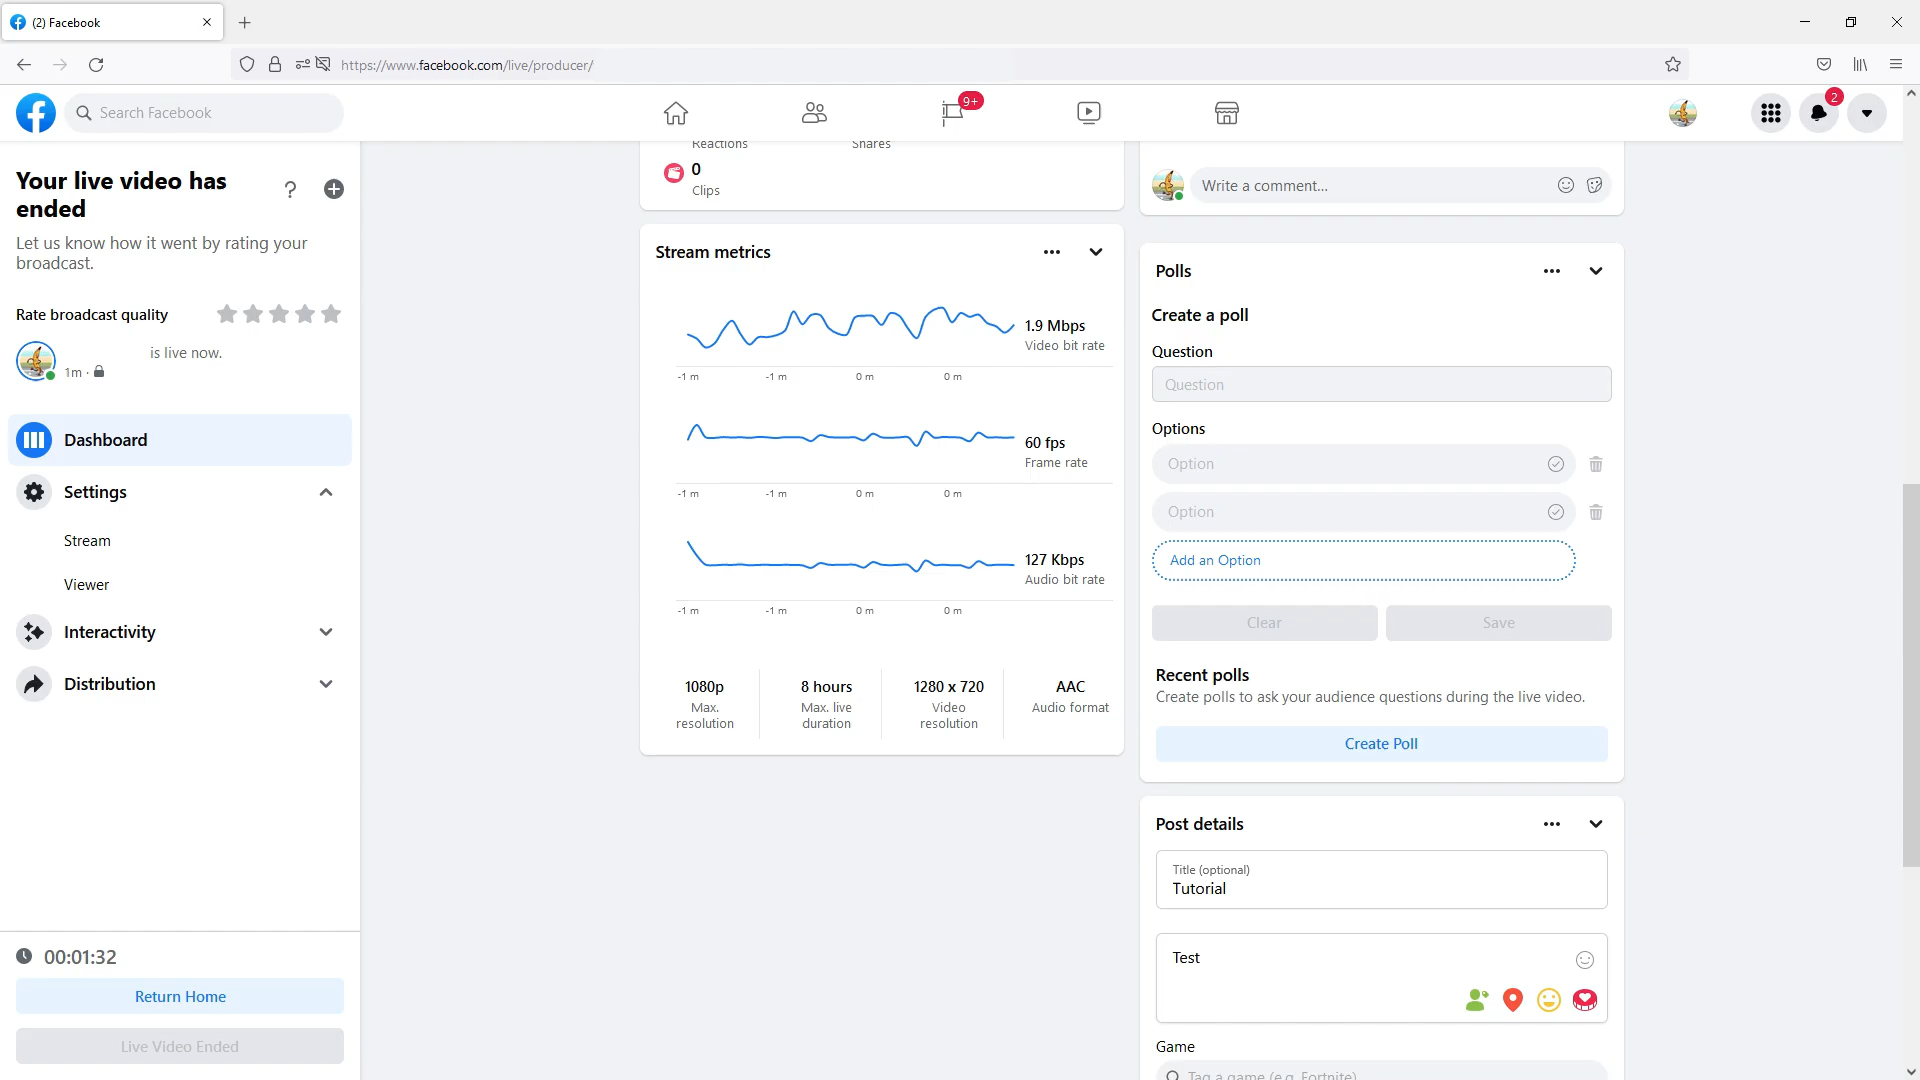 (2) Facebook
https://www.facebook.com/live/producer/
Search Facebook
9+
2
Your live video has
ended
Let us know how it went by rating your
broadcast.
Rate broadcast quality
is live now.
1m ·
Dashboard
Settings
Stream
Viewer
Interactivity
Distribution
00:01:32
Return Home
Live Video Ended
Reactions
Shares
0
Clips
Stream metrics
1.9 Mbps
Video bit rate
-1 m -1 m 0 m 0 m
60 fps
Frame rate
-1 m -1 m 0 m 0 m
127 Kbps
Audio bit rate
-1 m -1 m 0 m 0 m
1080p
Max.
resolution
8 hours
Max. live
duration
1280 x 720
Video
resolution
AAC
Audio format
Write a comment...
Polls
Create a poll
Question
Question
Options
Option
Option
Add an Option
Clear
Save
Recent polls
Create polls to ask your audience questions during the live video.
Create Poll
Post details
Title (optional)
Tutorial
Test
Game
Tag a game (e.g. Fortnite)